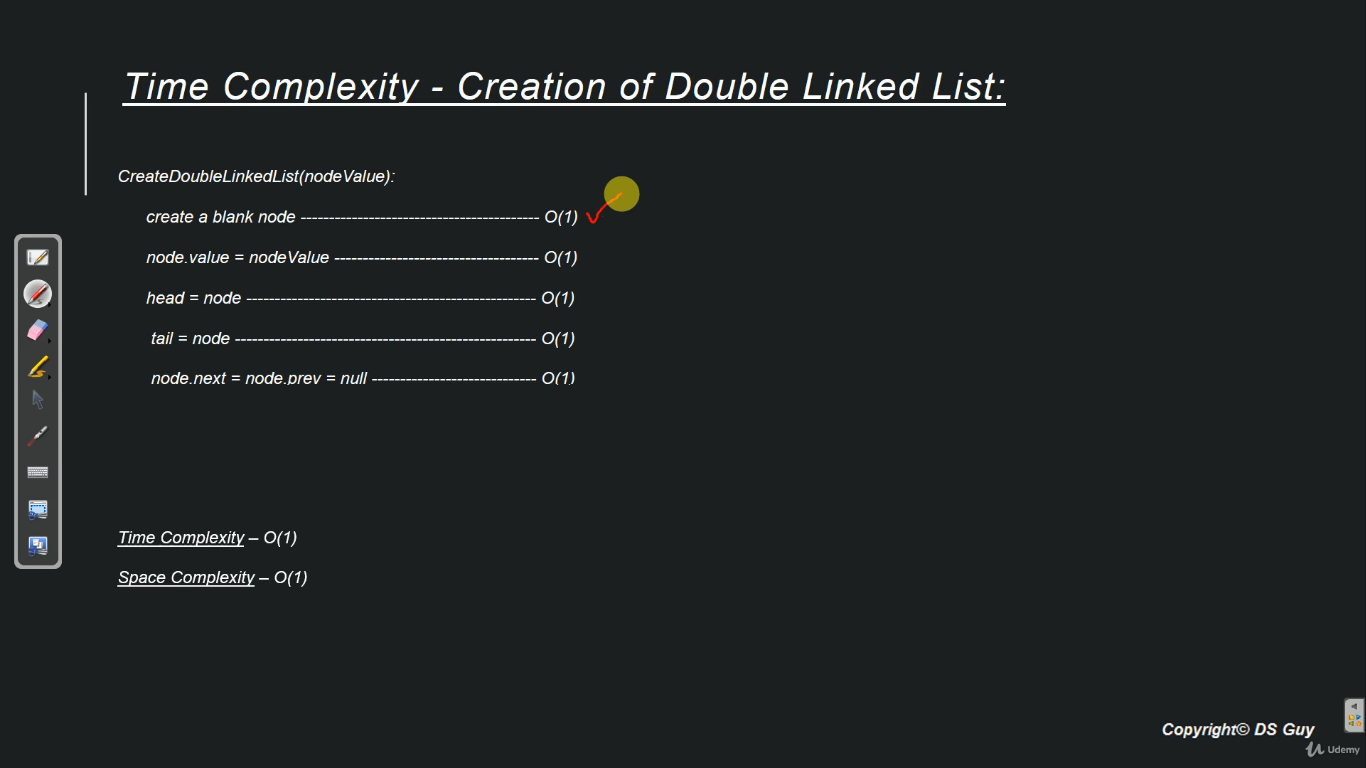 Time Complexity - Creation of Double Linked List:
CreateDoubleLinkedList(nodeValue):
create a blank node ------------------------------------------ O(1)
node.value = nodeValue ------------------------------------ O(1)
head = node --------------------------------------------------- O(1)
tail = node ----------------------------------------------------- O(1)
node.next = node.prev = null ----------------------------- O(1)
Time Complexity – O(1)
Space Complexity – O(1)
Copyright© DS Guy
Udemy